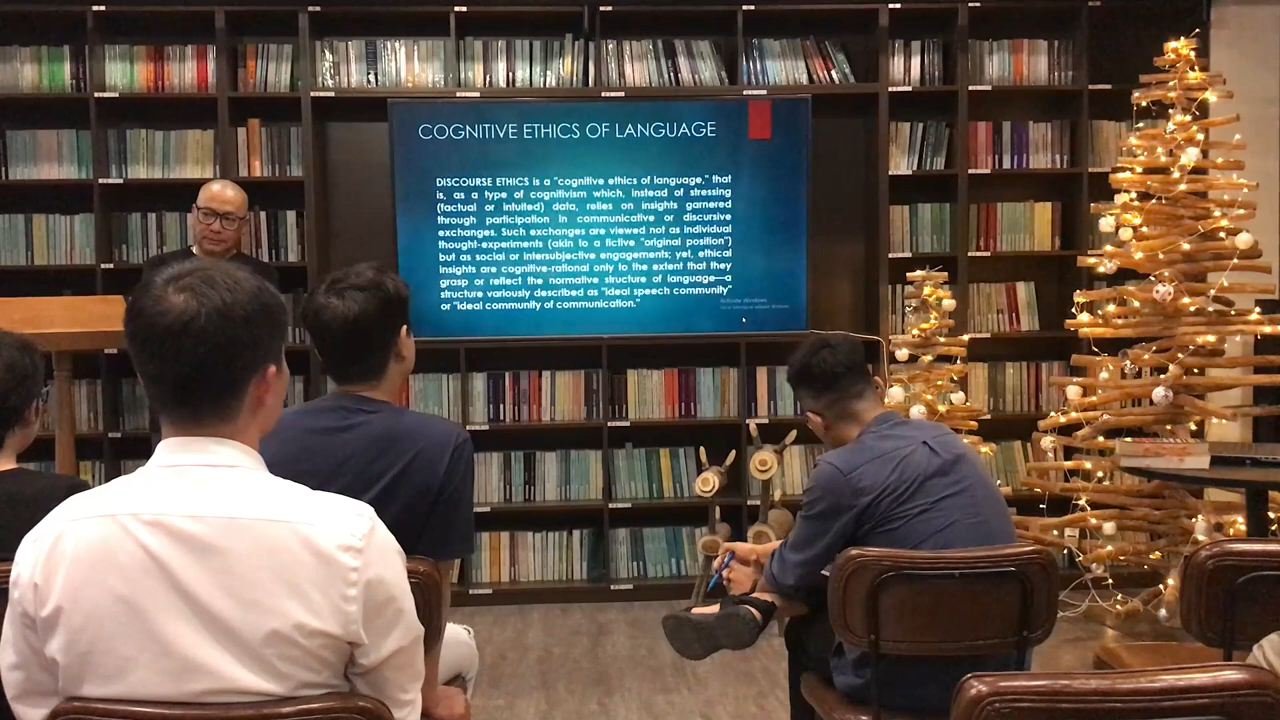 COGNITIVE ETHICS OF LANGUAGE
DISCOURSE ETHICS is a "cognitive ethics of language," that
is, as a type of cognitivism which, instead of stressing
(factual or intuited) data, relies on insights garnered
through participation in communicative or discursive
exchanges. Such exchanges are viewed not as individual
thought-experiments (akin to a fictive "original position")
but as social or intersubjective engagements; yet, ethical
insights are cognitive-rational only to the extent that they
grasp or reflect the normative structure of language—a
structure variously described as "ideal speech community"
or "ideal community of communication."
Activate Windows